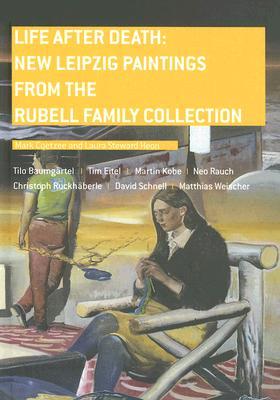 LIFE AFTER DEATH:
NEW LEIPZIG PAINTINGS
FROM THE
RUBELL FAMILY COLLECTION
Mark Coetzee and Laura Steward Heon
Tilo Baumgärtel | Tim Eitel | Martin Kobe | Neo Rauch
Christoph Ruckhäberle | David Schnell | Matthias Weischer